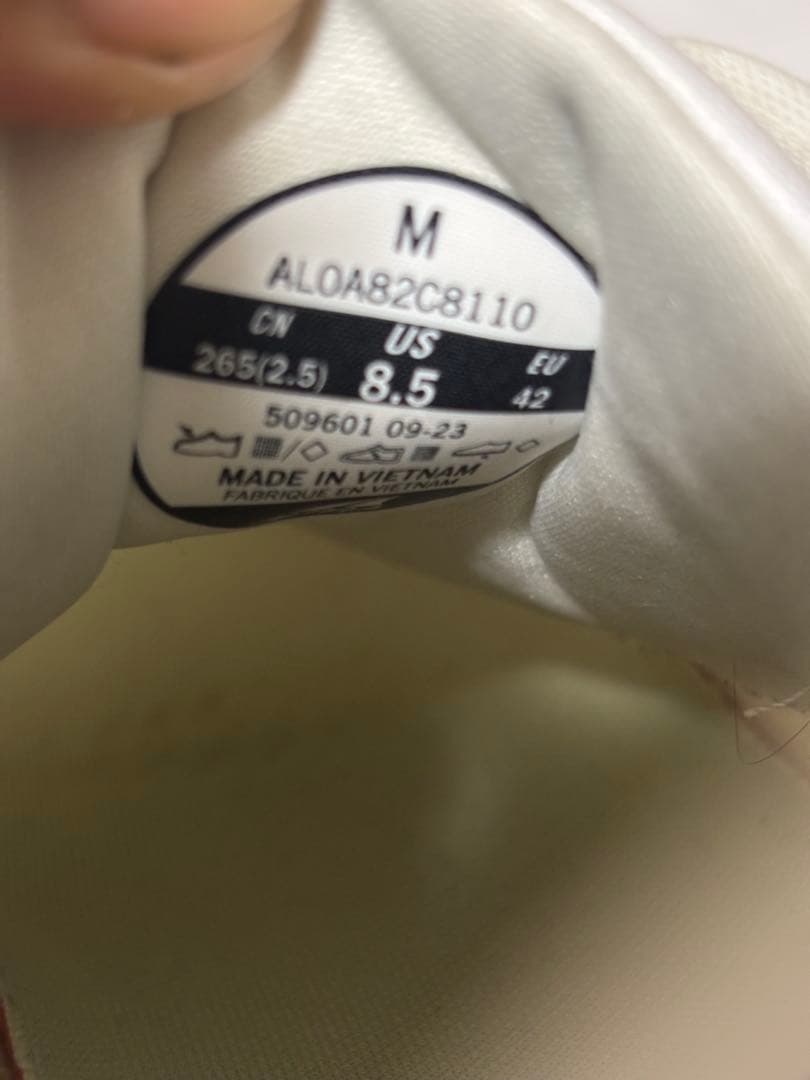 M
AL0A82C8110
CN US EU
265(2.5) 8.5 42
509601 09-23
MADE IN VIETNAM
FABRIQUE EN VIETNAM